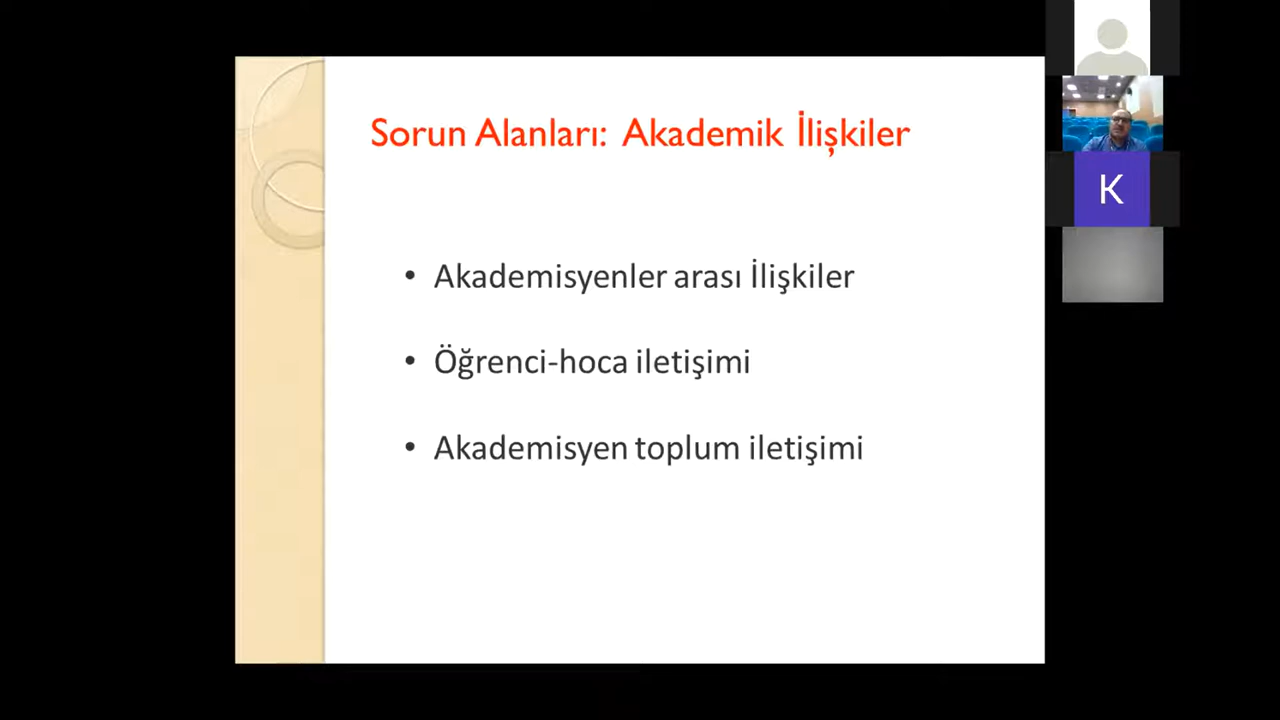 Sorun Alanları: Akademik İlişkiler
• Akademisyenler arası İlişkiler
• Öğrenci-hoca iletişimi
• Akademisyen toplum iletişimi
K